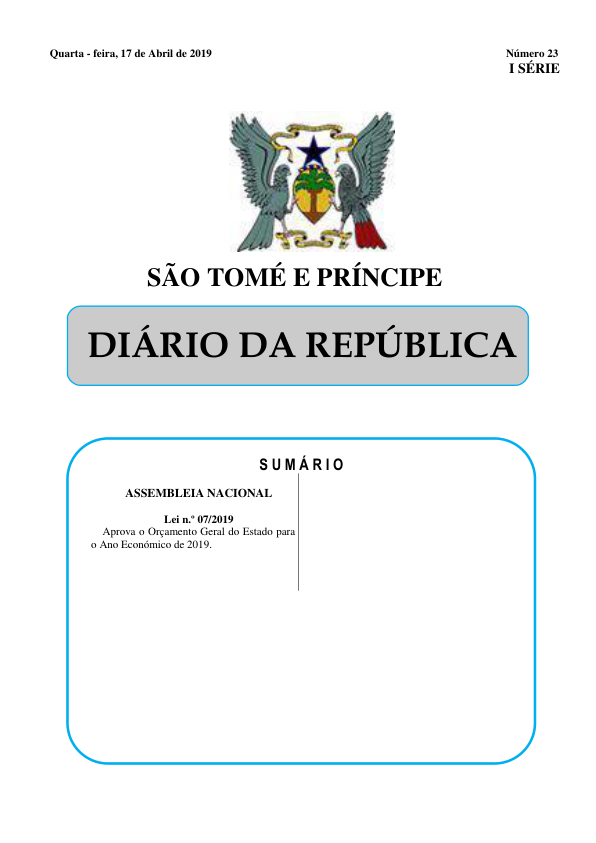 Quarta - feira, 17 de Abril de 2019
Número 23
I SÉRIE
SÃO TOMÉ E PRÍNCIPE
DIÁRIO DA REPÚBLICA
SUMÁRIO
ASSEMBLEIA NACIONAL
Lei n.º 07/2019
Aprova o Orçamento Geral do Estado para
o Ano Económico de 2019.